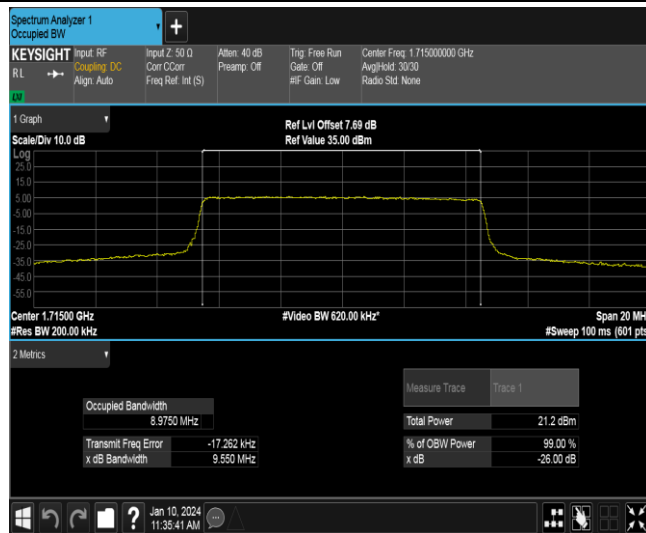 Spectrum Analyzer 1
Occupied BW
+
KEYSIGHT Input: RF Input Z: 50 Ω Atten: 40 dB Trig: Free Run Center Freq: 1.715000000 GHz
RL Coupling: DC Corr CCorr Preamp: Off Gate: Off Avg|Hold: 30/30
Align: Auto Freq Ref: Int (S) #IF Gain: Low Radio Std: None
LXI
1 Graph
Ref Lvl Offset 7.69 dB
Scale/Div 10.0 dB Ref Value 35.00 dBm
Log
25.0
15.0
5.00
-5.00
-15.0
-25.0
-35.0
-45.0
-55.0
Center 1.71500 GHz #Video BW 620.00 kHz* Span 20 MH
#Res BW 200.00 kHz #Sweep 100 ms (601 pts
2 Metrics
Measure Trace Trace 1
Occupied Bandwidth
8.9750 MHz Total Power 21.2 dBm
Transmit Freq Error -17.262 kHz % of OBW Power 99.00 %
x dB Bandwidth 9.550 MHz x dB -26.00 dB
? Jan 10, 2024
11:35:41 AM